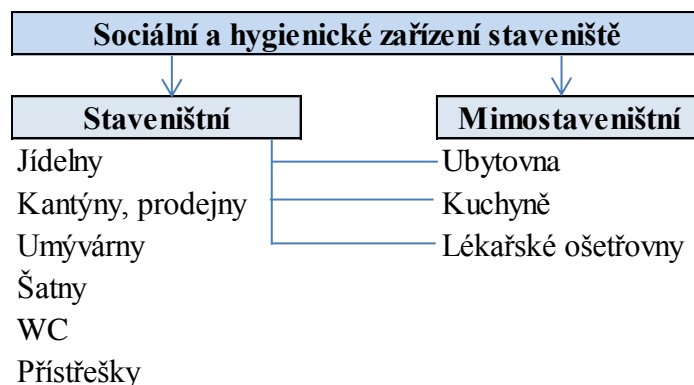 Sociální a hygienické zařízení staveniště
Staveništní
Jídelny
Kantýny, prodejny
Umývárny
Šatny
WC
Přístřešky
Mimostaveništní
Ubytovna
Kuchyně
Lékařské ošetřovny